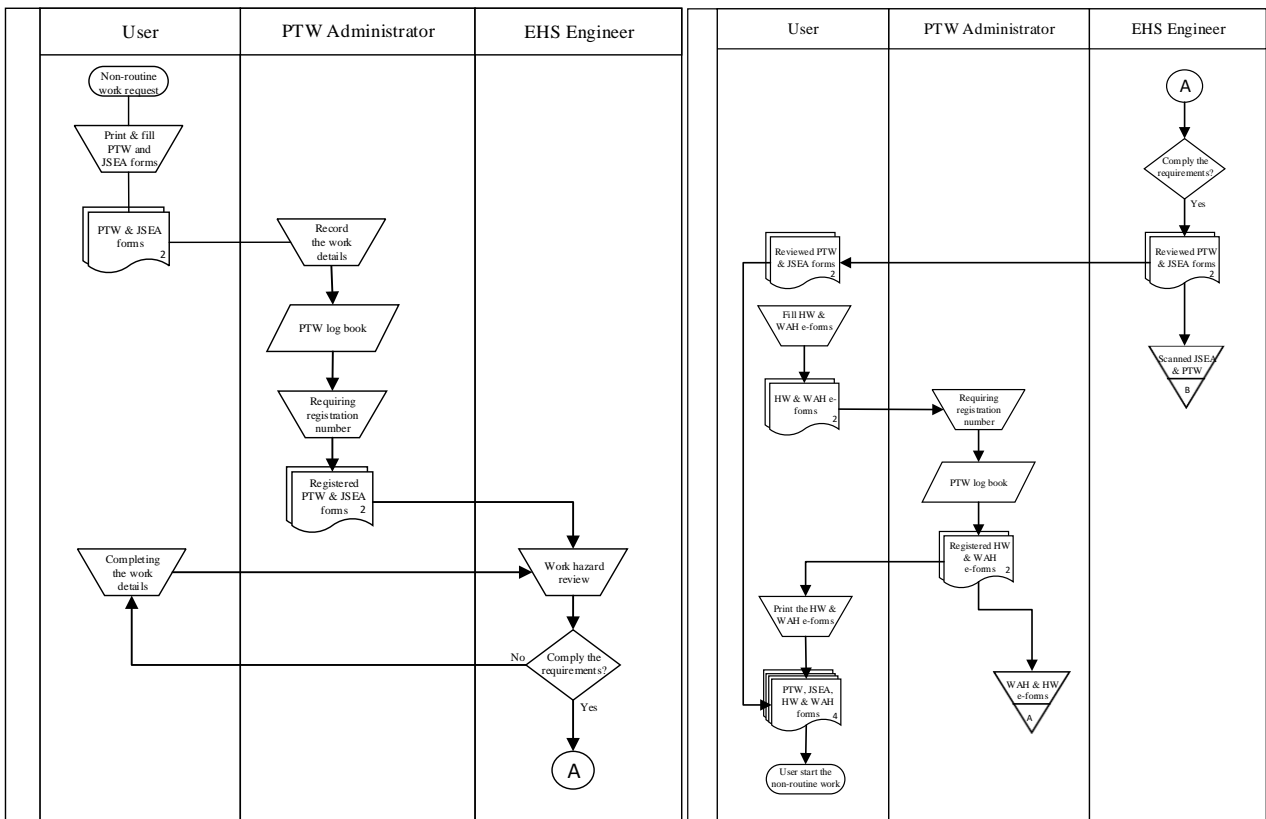 User
PTW Administrator
EHS Engineer
Non-routine
work request
Print & fill
PTW and
JSEA forms
PTW & JSEA
forms
2
Record
the work
details
PTW log book
Requiring
registration
number
Registered
PTW & JSEA
forms 2
Completing
the work
details
Work hazard
review
No
Comply the
requirements?
Yes
A
User
PTW Administrator
EHS Engineer
A
Comply the
requirements?
Yes
Reviewed PTW
& JSEA forms
2
Reviewed PTW
& JSEA forms
2
Fill HW &
WAH e-forms
Scanned JSEA
& PTW
B
HW & WAH e-
forms
2
Requiring
registration
number
PTW log book
Registered HW
& WAH
e-forms 2
Print the HW &
WAH e-forms
WAH & HW
e-forms
A
PTW, JSEA,
HW & WAH
forms 4
User start the
non-routine work